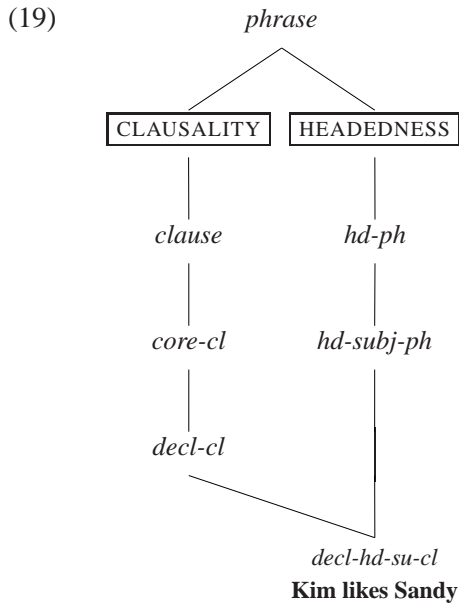 (19) phrase
CLAUSALITY HEADEDNESS
clause hd-ph
core-cl hd-subj-ph
decl-cl
decl-hd-su-cl
Kim likes Sandy